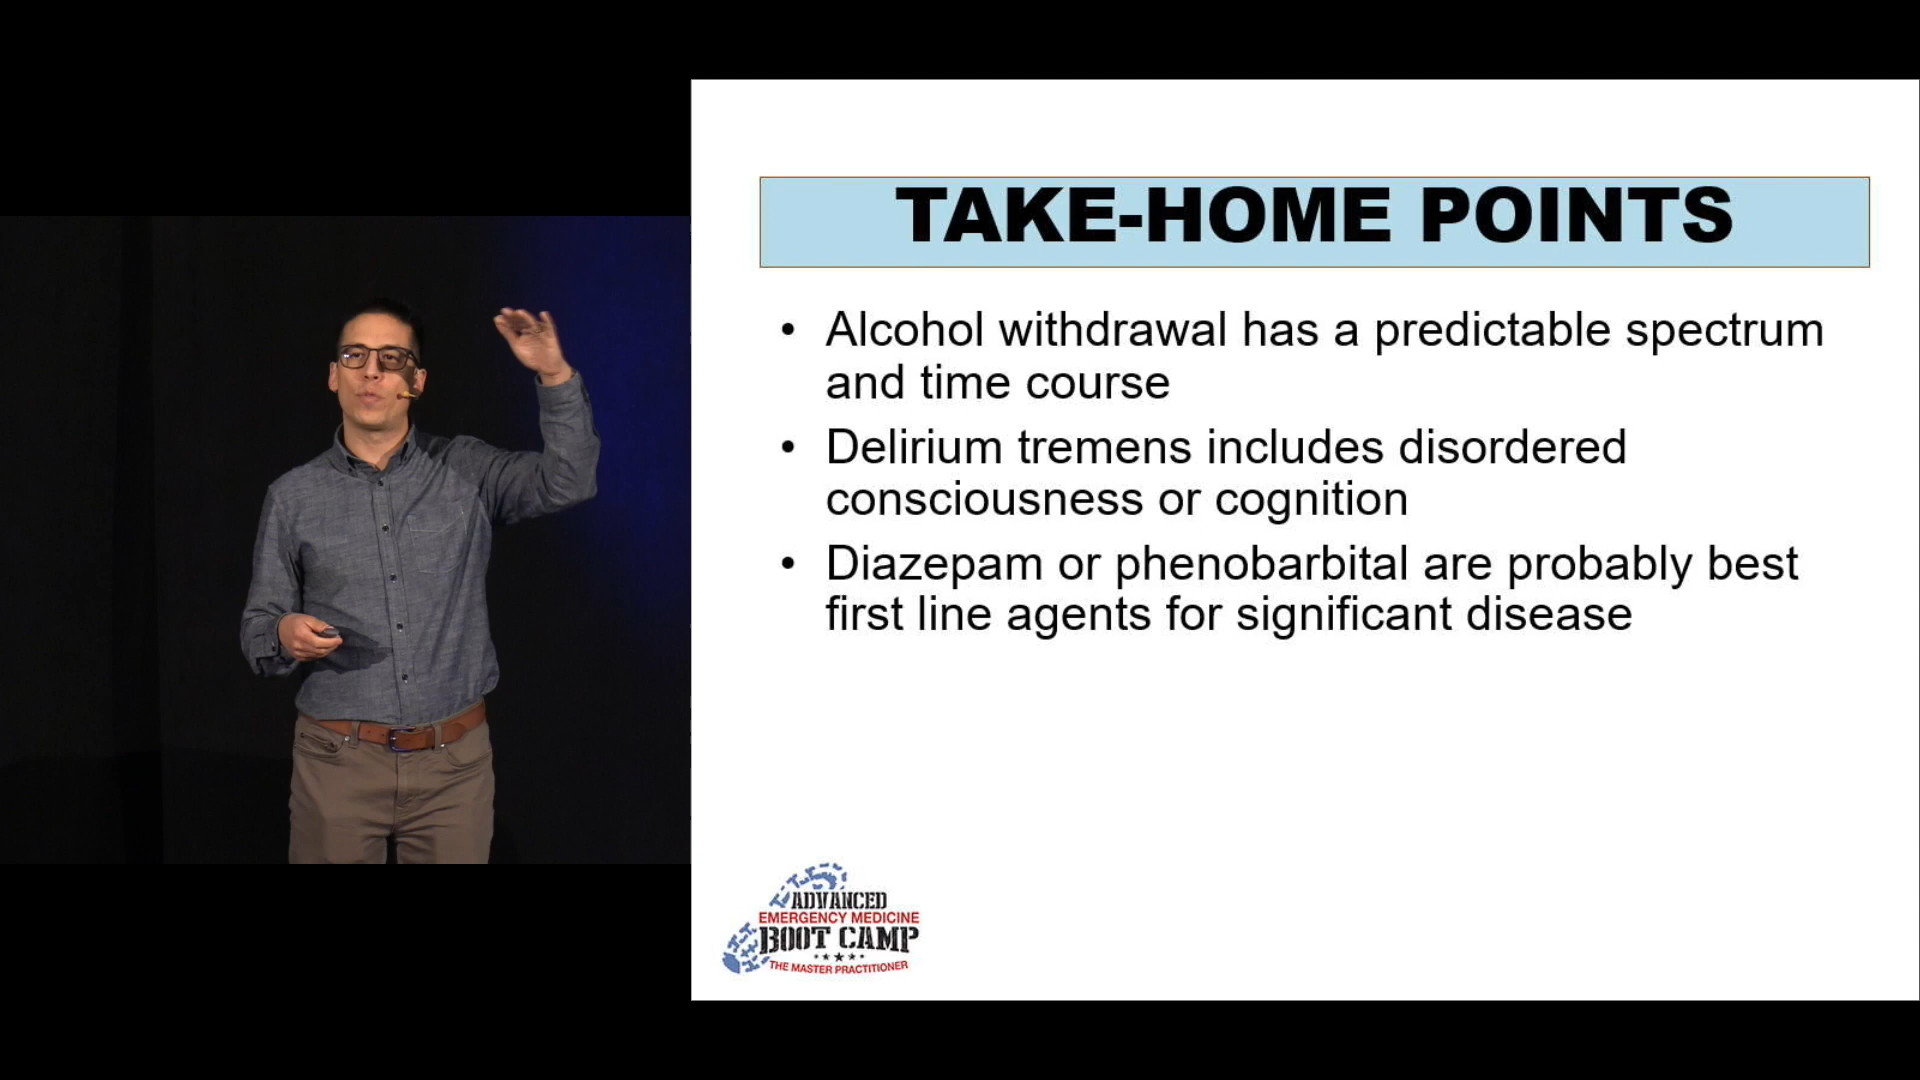 TAKE-HOME POINTS
• Alcohol withdrawal has a predictable spectrum
and time course
• Delirium tremens includes disordered
consciousness or cognition
• Diazepam or phenobarbital are probably best
first line agents for significant disease
ADVANCED
EMERGENCY MEDICINE
BOOT CAMP
THE MASTER PRACTITIONER